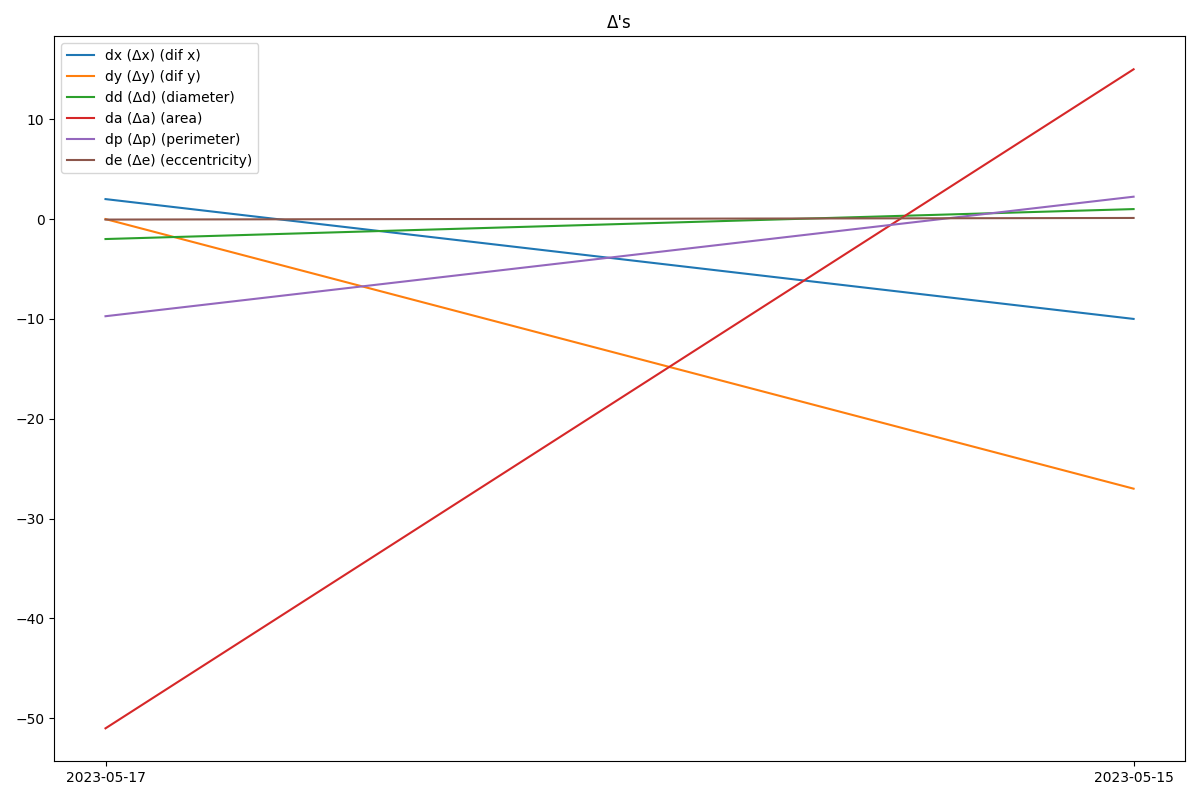 Δ's
dx (Δx) (dif x)
dy (Δy) (dif y)
dd (Δd) (diameter)
da (Δa) (area)
dp (Δp) (perimeter)
de (Δe) (eccentricity)
10
0
−10
−20
−30
−40
−50
2023-05-17
2023-05-15